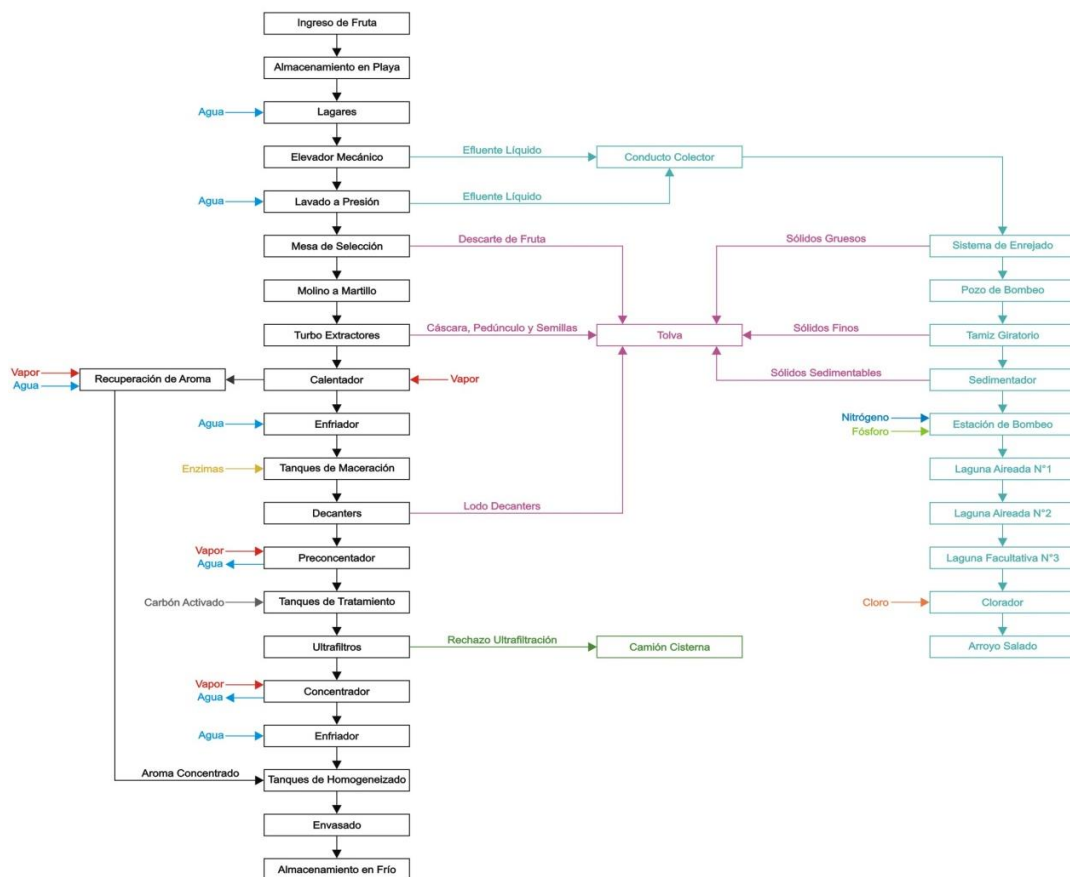 Ingreso de Fruta
Almacenamiento en Playa
Agua
Lagares
Elevador Mecánico
Efluente Líquido
Conducto Colector
Agua
Lavado a Presión
Efluente Líquido
Mesa de Selección
Descarte de Fruta
Sólidos Gruesos
Sistema de Enrejado
Molino a Martillo
Pozo de Bombeo
Turbo Extractores
Cáscara, Pedúnculo y Semillas
Tolva
Sólidos Finos
Tamiz Giratorio
Vapor
Agua
Recuperación de Aroma
Calentador
Vapor
Sólidos Sedimentables
Sedimentador
Agua
Enfriador
Nitrógeno
Fósforo
Estación de Bombeo
Enzimas
Tanques de Maceración
Laguna Aireada N°1
Decanters
Lodo Decanters
Laguna Aireada N°2
Vapor
Agua
Preconcentador
Laguna Facultativa N°3
Carbón Activado
Tanques de Tratamiento
Cloro
Clorador
Ultrafiltros
Rechazo Ultrafiltración
Camión Cisterna
Arroyo Salado
Vapor
Agua
Concentrador
Agua
Enfriador
Aroma Concentrado
Tanques de Homogeneizado
Envasado
Almacenamiento en Frío